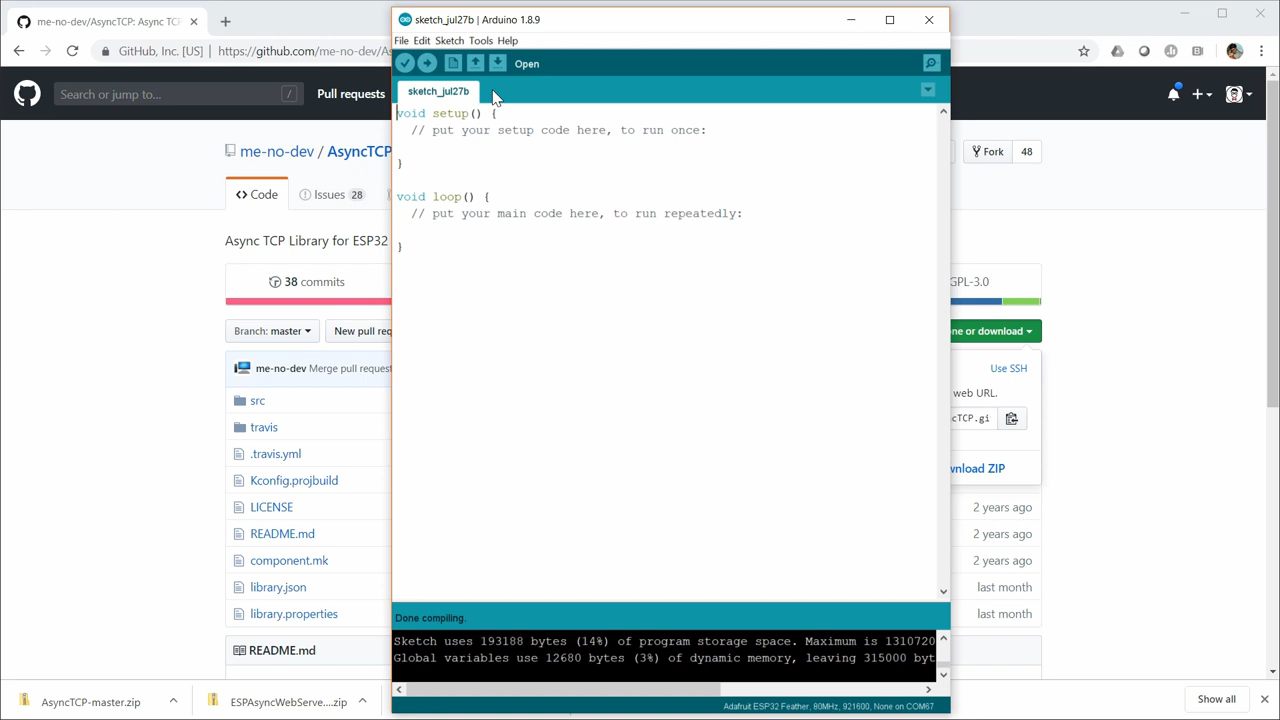 me-no-dev/AsyncTCP: Async TCP
GitHub, Inc. [US]
https://github.com/me-no-dev/As
Search or jump to...
/
Pull requests
me-no-dev / AsyncTCP
Fork
48
Code
Issues 28
Async TCP Library for ESP32
38 commits
GPL-3.0
Branch: master
New pull req
ne or download
me-no-dev Merge pull request
Use SSH
web URL.
cTCP.gi
wnload ZIP
src
travis
.travis.yml
Kconfig.projbuild
LICENSE
2 years ago
README.md
2 years ago
component.mk
2 years ago
library.json
last month
library.properties
last month
README.md
sketch_jul27b | Arduino 1.8.9
File Edit Sketch Tools Help
Open
sketch_jul27b
void setup() {
// put your setup code here, to run once:
}
void loop() {
// put your main code here, to run repeatedly:
}
Done compiling.
Sketch uses 193188 bytes (14%) of program storage space. Maximum is 1310720
Global variables use 12680 bytes (3%) of dynamic memory, leaving 315000 byt
Adafruit ESP32 Feather, 80MHz, 921600, None on COM67
AsyncTCP-master.zip
ESPAsyncWebServe....zip
Show all